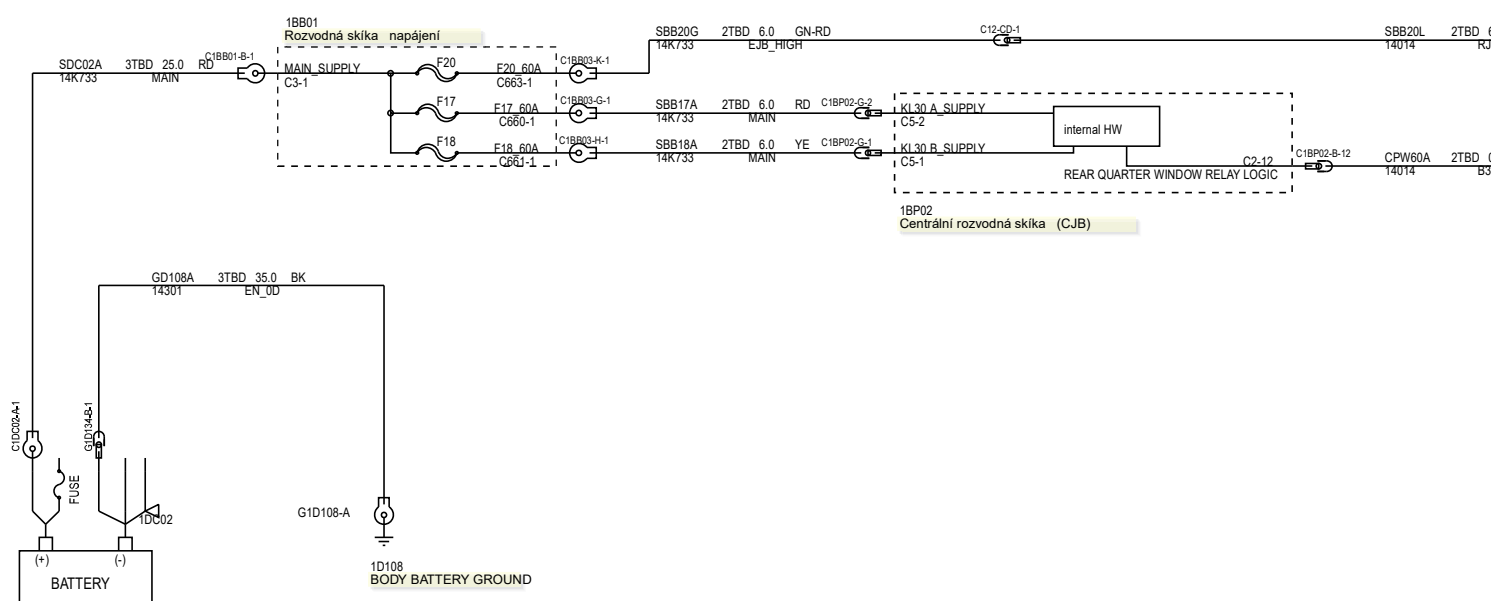 1BB01
Rozvodná skíka napájení
SBB20G 2TBD 6.0 GN-RD
14K733 EJB_HIGH
C12-CD-1
SBB20L 2TBD
14014 RJ
SDC02A 3TBD 25.0 RD
14K733 MAIN
C1BB01-B-1
MAIN_SUPPLY
C3-1
F20
F20_60A
C663-1
C1BB03-K-1
F17
F17_60A
C660-1
C1BB03-G-1
SBB17A 2TBD 6.0 RD
14K733 MAIN
C1BP02-G-2
KL30 A_SUPPLY
C5-2
internal HW
F18
F18_60A
C661-1
C1BB03-H-1
SBB18A 2TBD 6.0 YE
14K733 MAIN
C1BP02-G-1
KL30 B_SUPPLY
C5-1
C2-12
REAR QUARTER WINDOW RELAY LOGIC
C1BP02-B-12
CPW60A 2TBD
14014 B3
1BP02
Centrální rozvodná skíka (CJB)
GD108A 3TBD 35.0 BK
14301 EN_0D
C1DC02-A-1
G1D134-B-1
FUSE
1DC02
G1D108-A
(+) (-)
BATTERY
1D108
BODY BATTERY GROUND